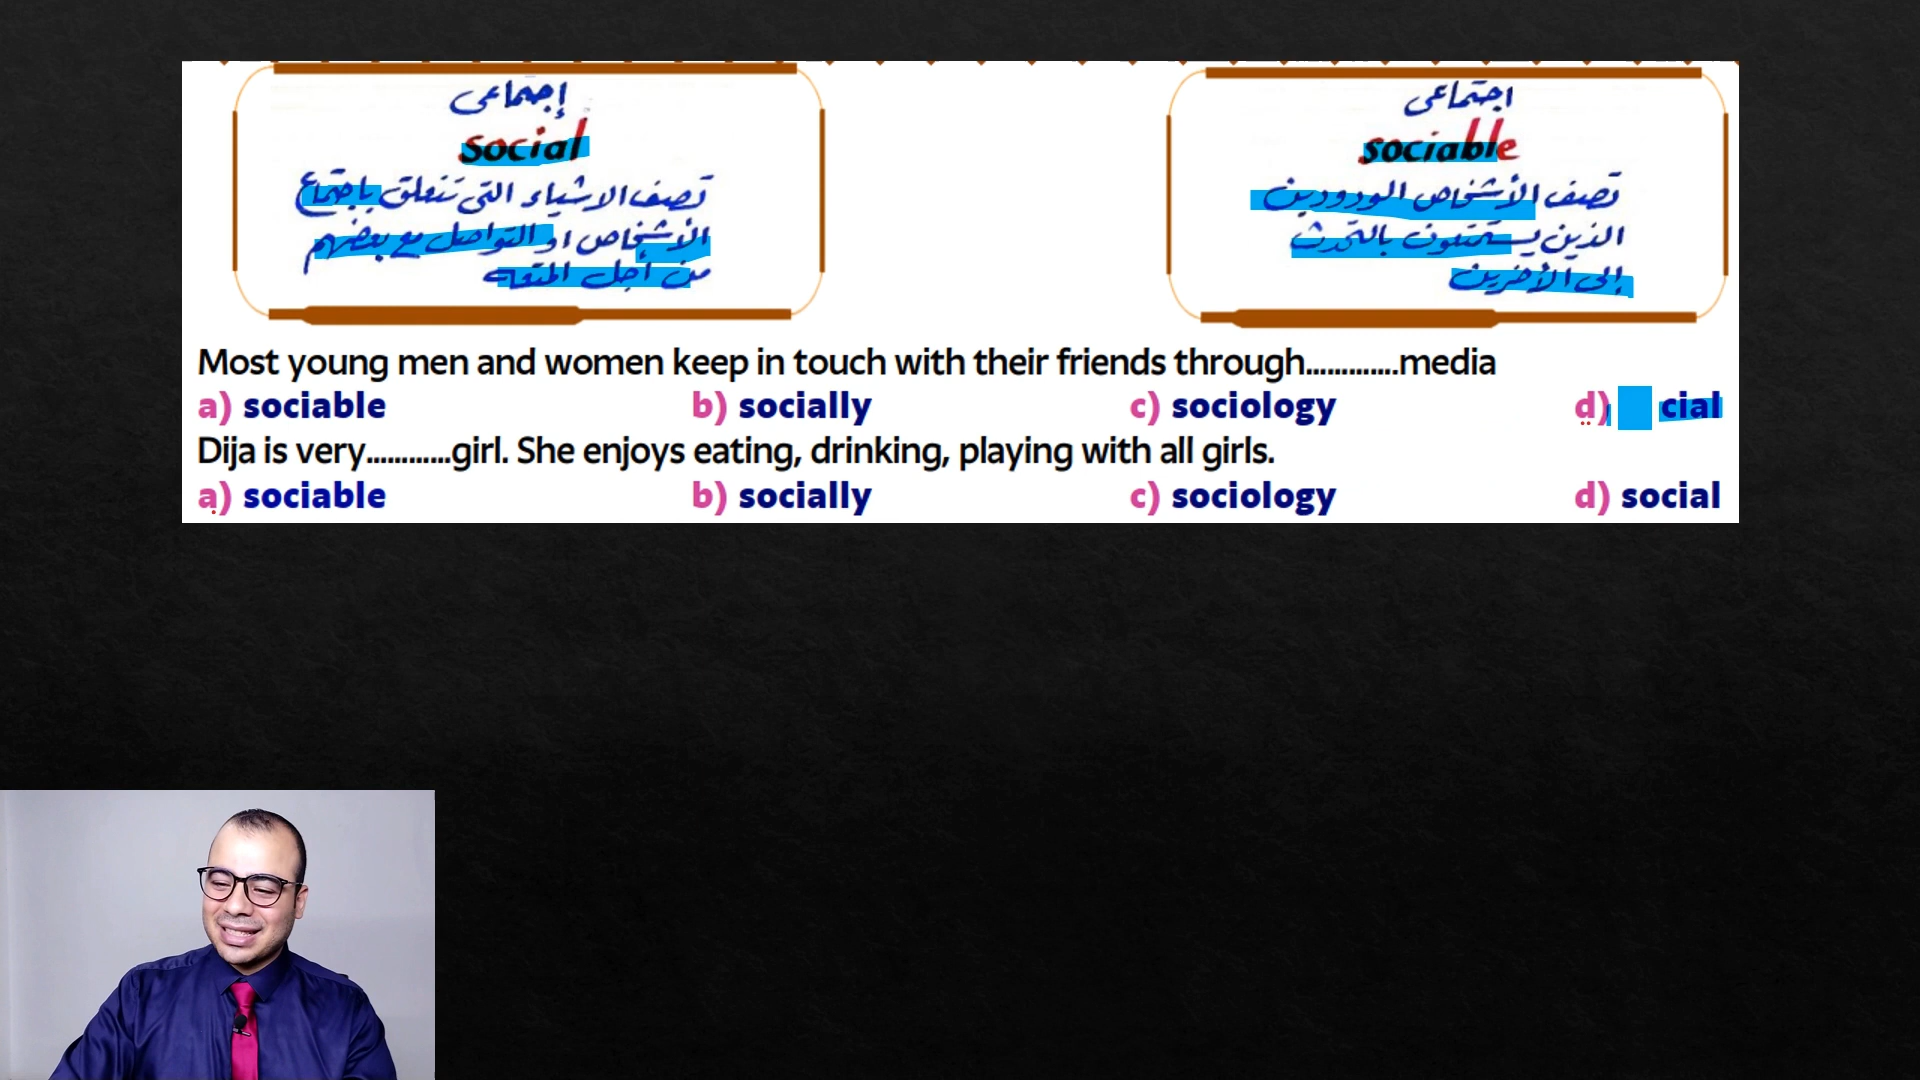 إجتماعى
social
تصف الاشياء التى تتعلق باجتماع
الأشخاص او التواصل مع بعضهم
من أجل المتعه
اجتماعى
sociable
تصف الأشخاص الودودين
الذين يستمتعون بالتحدث
إلى الأخرين
Most young men and women keep in touch with their friends through.............media
a) sociable b) socially c) sociology d) cial
Dija is very............girl. She enjoys eating, drinking, playing with all girls.
a) sociable b) socially c) sociology d) social